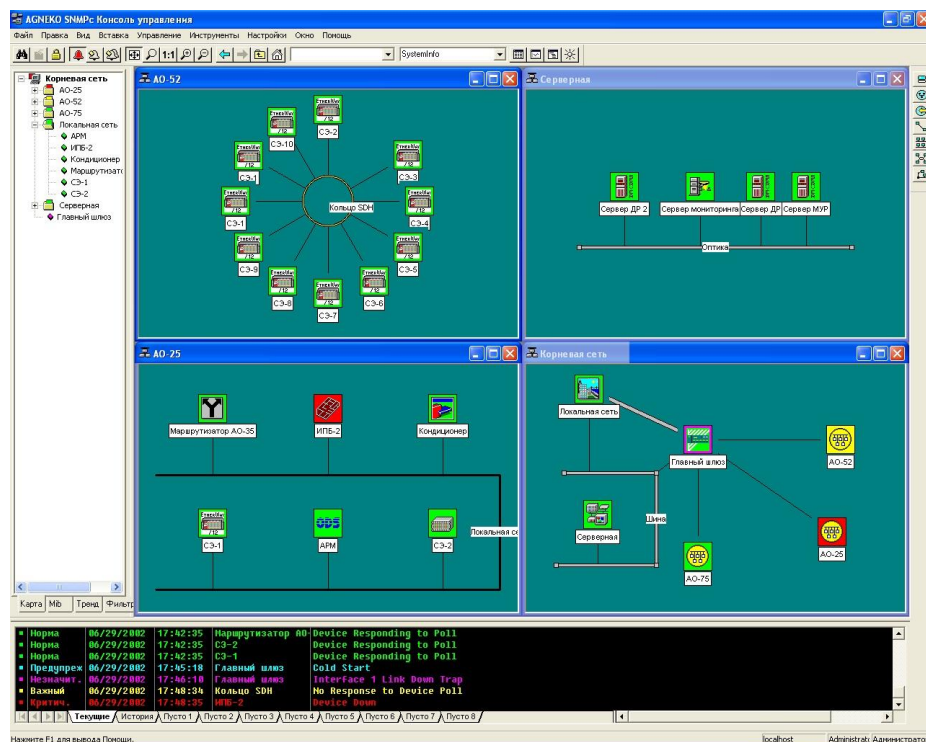 AGNEKO SNMPc Консоль управления
Файл Правка Вид Вставка Управление Инструменты Настройки Окно Помощь
1:1 SystemInfo
Корневая сеть
АО-25
АО-52
АО-75
Локальная сеть
АРМ
ИПБ-2
Кондиционер
Маршрутизатс
СЭ-1
СЭ-2
Серверная
Главный шлюз
Карта Mib Тренд Фильтр
АО-52
СЭ-2
СЭ-10
СЭ-1
СЭ-3
СЭ-1
Кольцо SDH
СЭ-4
СЭ-9
СЭ-5
СЭ-8
СЭ-6
СЭ-7
Серверная
Сервер ДР 2 Сервер мониторинга Сервер ДР Сервер МУР
Оптика
АО-25
Маршрутизатор АО-35 ИПБ-2 Кондиционер
ODS
СЭ-1 АРМ СЭ-2
Локальная се
Корневая сеть
Локальная сеть
Главный шлюз
АО-52
Шина
Серверная
АО-25
АО-75
Норма 06/29/2002 17:42:35 Маршрутизатор АО- Device Responding to Poll
Норма 06/29/2002 17:42:35 СЭ-2 Device Responding to Poll
Норма 06/29/2002 17:42:35 СЭ-1 Device Responding to Poll
Предупреж 06/29/2002 17:45:18 Главный шлюз Cold Start
Незначит. 06/29/2002 17:46:10 Главный шлюз Interface 1 Link Down Trap
Важный 06/29/2002 17:48:34 Кольцо SDH No Response to Device Poll
Критич. 06/29/2002 17:48:35 ИПБ-2 Device Down
Текущие История Пусто 1 Пусто 2 Пусто 3 Пусто 4 Пусто 5 Пусто 6 Пусто 7 Пусто 8
Нажмите F1 для вывода Помощи. localhost Administrat Администрато